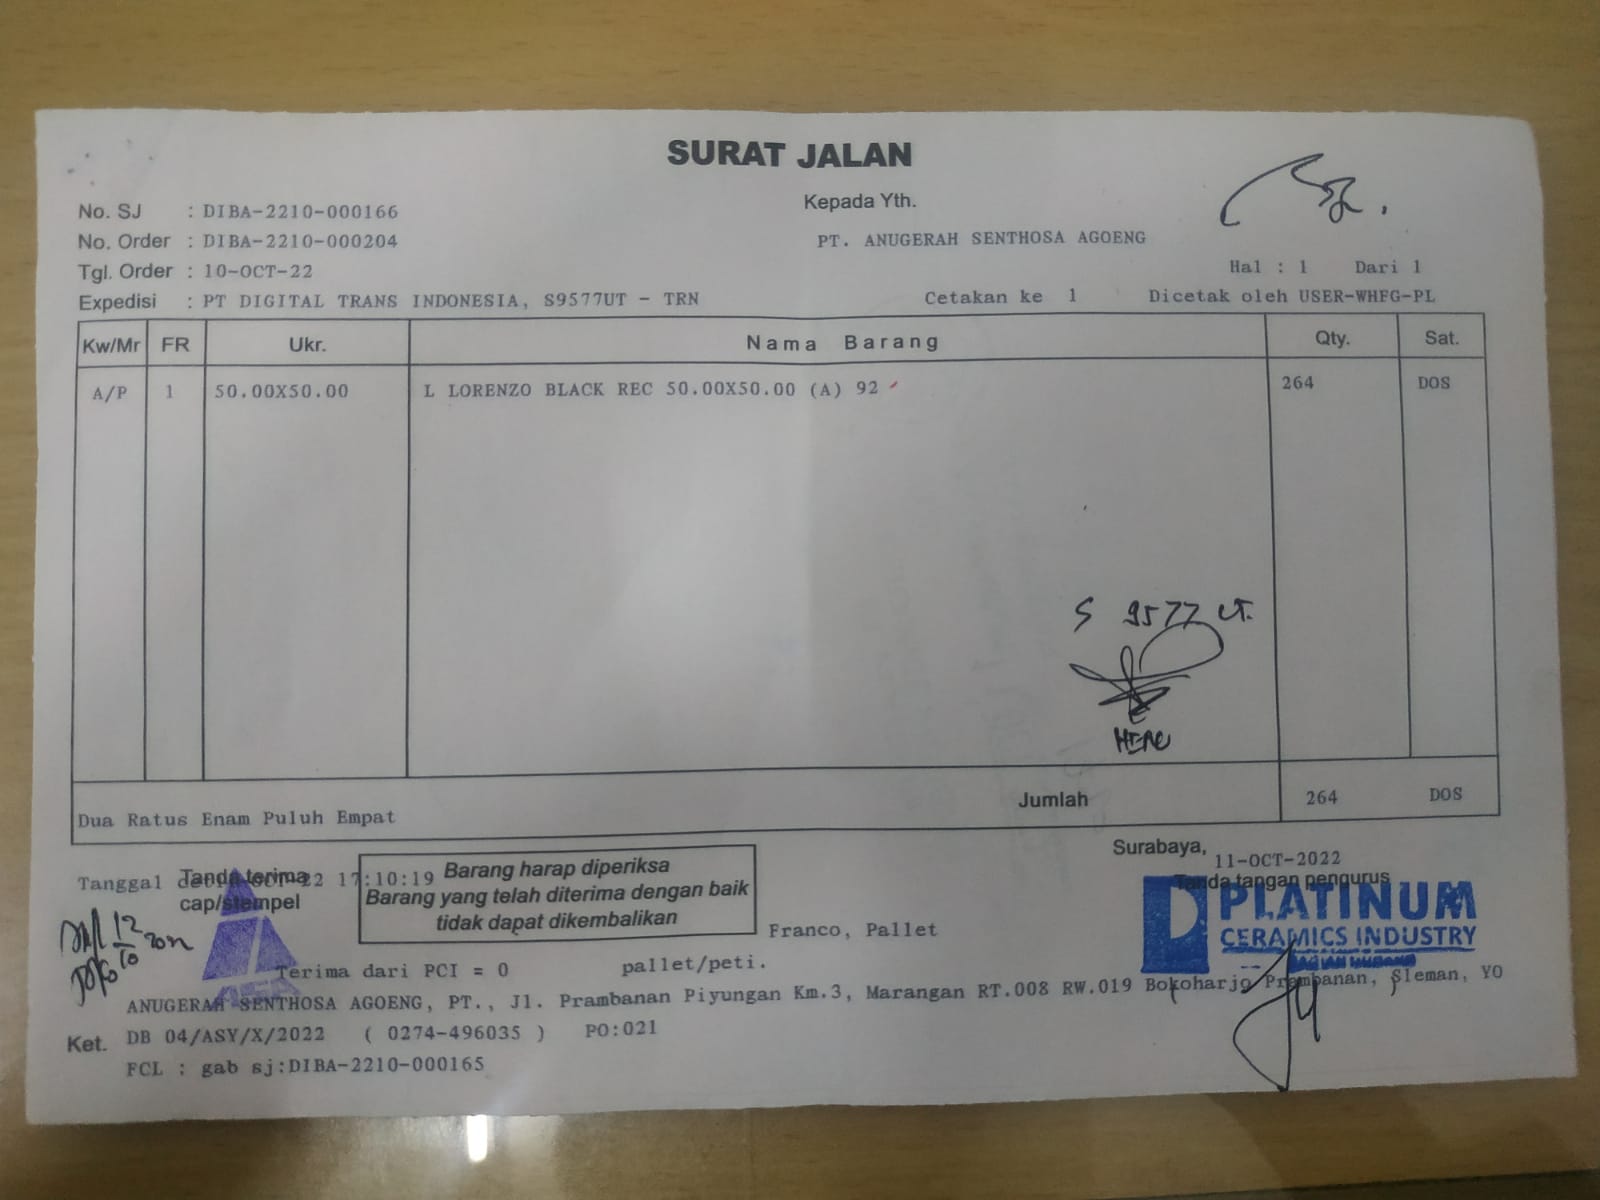 SURAT JALAN
No. SJ : DIBA-2210-000166
Kepada Yth.
No. Order : DIBA-2210-000204
PT. ANUGERAH SENTHOSA AGOENG
Tgl. Order : 10-OCT-22
Hal : 1 Dari 1
Expedisi : PT DIGITAL TRANS INDONESIA, S9577UT - TRN
Cetakan ke 1 Dicetak oleh USER-WHFG-PL
Kw/Mr FR Ukr. Nama Barang Qty. Sat.
A/P 1 50.00X50.00 L LORENZO BLACK REC 50.00X50.00 (A) 92 264 DOS
S 9577 UT.
Jumlah 264 DOS
Dua Ratus Enam Puluh Empat
Surabaya, 11-OCT-2022
Tanda terima
cap/stempel
Tanggal 22 17:10:19
Barang harap diperiksa
Barang yang telah diterima dengan baik
tidak dapat dikembalikan
Tanda tangan pengurus
PLATINUM
CERAMICS INDUSTRY
Franco, Pallet
12
10 2022
Terima dari PCI = 0 pallet/peti.
ASA
ANUGERAH SENTHOSA AGOENG, PT., Jl. Prambanan Piyungan Km.3, Marangan RT.008 RW.019 Bokoharjo Prambanan, Sleman, YO
Ket. DB 04/ASY/X/2022 ( 0274-496035 ) PO:021
FCL : gab sj:DIBA-2210-000165